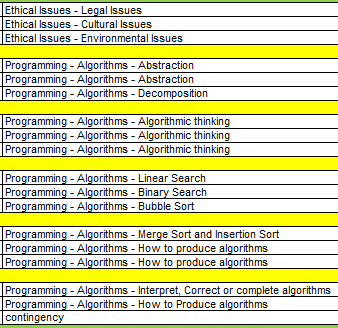 Ethical Issues - Legal Issues
Ethical Issues - Cultural Issues
Ethical Issues - Environmental Issues
Programming - Algorithms - Abstraction
Programming - Algorithms - Abstraction
Programming - Algorithms - Decomposition
Programming - Algorithms - Algorithmic thinking
Programming - Algorithms - Algorithmic thinking
Programming - Algorithms - Algorithmic thinking
Programming - Algorithms - Linear Search
Programming - Algorithms - Binary Search
Programming - Algorithms - Bubble Sort
Programming - Algorithms - Merge Sort and Insertion Sort
Programming - Algorithms - How to produce algorithms
Programming - Algorithms - How to produce algorithms
Programming - Algorithms - Interpret, Correct or complete algorithms
Programming - Algorithms - How to Produce algorithms
contingency